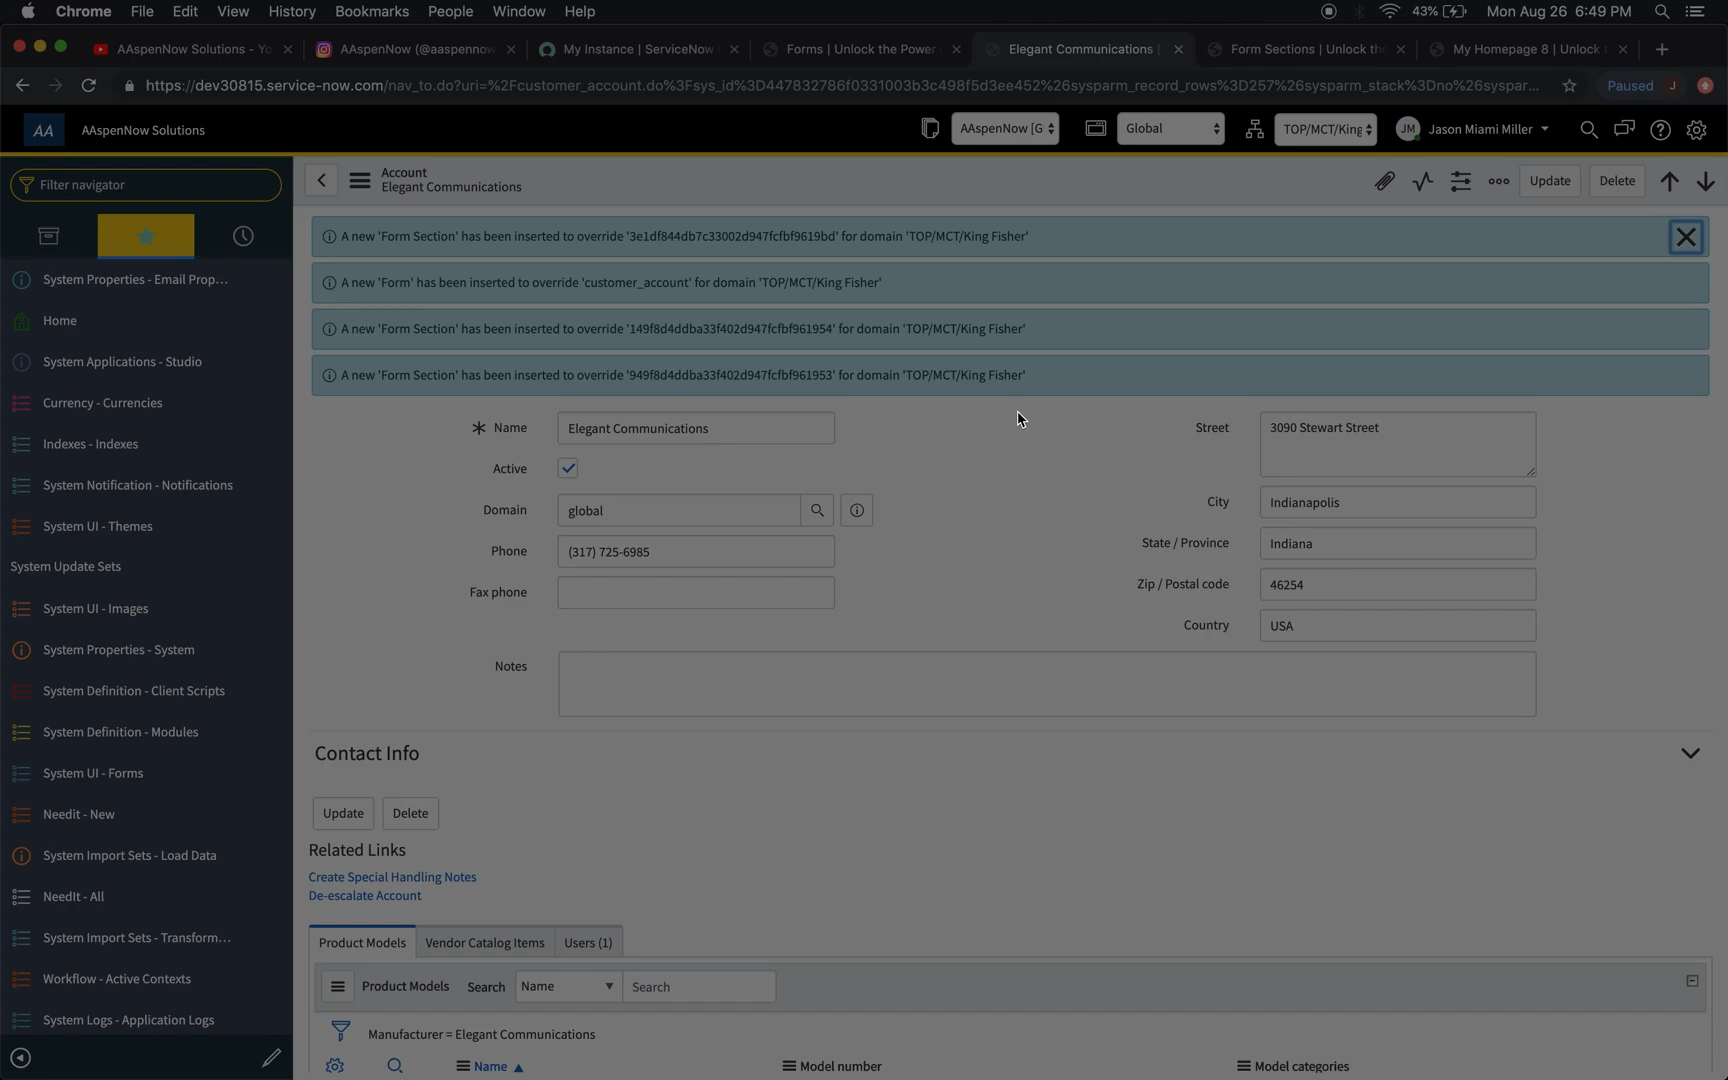 Chrome File Edit View History Bookmarks People Window Help 43% Mon Aug 26 6:49 PM
AAspenNow Solutions - Yo
AAspenNow (@aaspennow
My Instance | ServiceNow
Forms | Unlock the Power
Elegant Communications |
Form Sections | Unlock the
My Homepage 8 | Unlock
https://dev30815.service-now.com/nav_to.do?uri=%2Fcustomer_account.do%3Fsys_id%3D447832786f0331003b3c498f5d3ee452%26sysparm_record_rows%3D257%26sysparm_stack%3Dno%26syspar...
Paused J
AA AAspenNow Solutions
AAspenNow [G
Global
TOP/MCT/King
JM Jason Miami Miller
Filter navigator
System Properties - Email Prop...
Home
System Applications - Studio
Currency - Currencies
Indexes - Indexes
System Notification - Notifications
System UI - Themes
System Update Sets
System UI - Images
System Properties - System
System Definition - Client Scripts
System Definition - Modules
System UI - Forms
Needit - New
System Import Sets - Load Data
NeedIt - All
System Import Sets - Transform...
Workflow - Active Contexts
System Logs - Application Logs
Account
Elegant Communications
Update Delete
A new 'Form Section' has been inserted to override '3e1df844db7c33002d947fcfbf9619bd' for domain 'TOP/MCT/King Fisher'
A new 'Form' has been inserted to override 'customer_account' for domain 'TOP/MCT/King Fisher'
A new 'Form Section' has been inserted to override '149f8d4ddba33f402d947fcfbf961954' for domain 'TOP/MCT/King Fisher'
A new 'Form Section' has been inserted to override '949f8d4ddba33f402d947fcfbf961953' for domain 'TOP/MCT/King Fisher'
Name Elegant Communications
Active
Domain global
Phone (317) 725-6985
Fax phone
Street 3090 Stewart Street
City Indianapolis
State / Province Indiana
Zip / Postal code 46254
Country USA
Notes
Contact Info
Update Delete
Related Links
Create Special Handling Notes
De-escalate Account
Product Models Vendor Catalog Items Users (1)
Product Models Search Name Search
Manufacturer = Elegant Communications
Name Model number Model categories